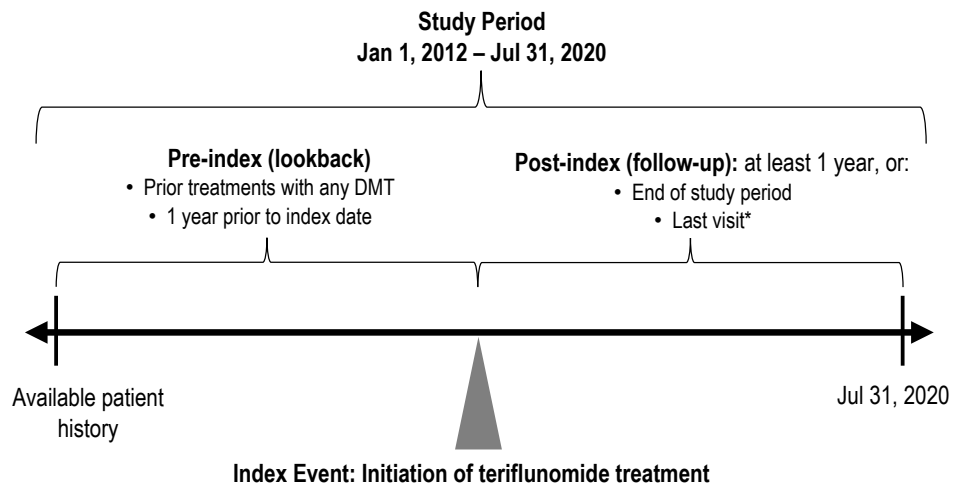 Study Period
Jan 1, 2012 – Jul 31, 2020
Pre-index (lookback)
• Prior treatments with any DMT
• 1 year prior to index date
Post-index (follow-up): at least 1 year, or:
• End of study period
• Last visit*
Available patient
history
Jul 31, 2020
Index Event: Initiation of teriflunomide treatment